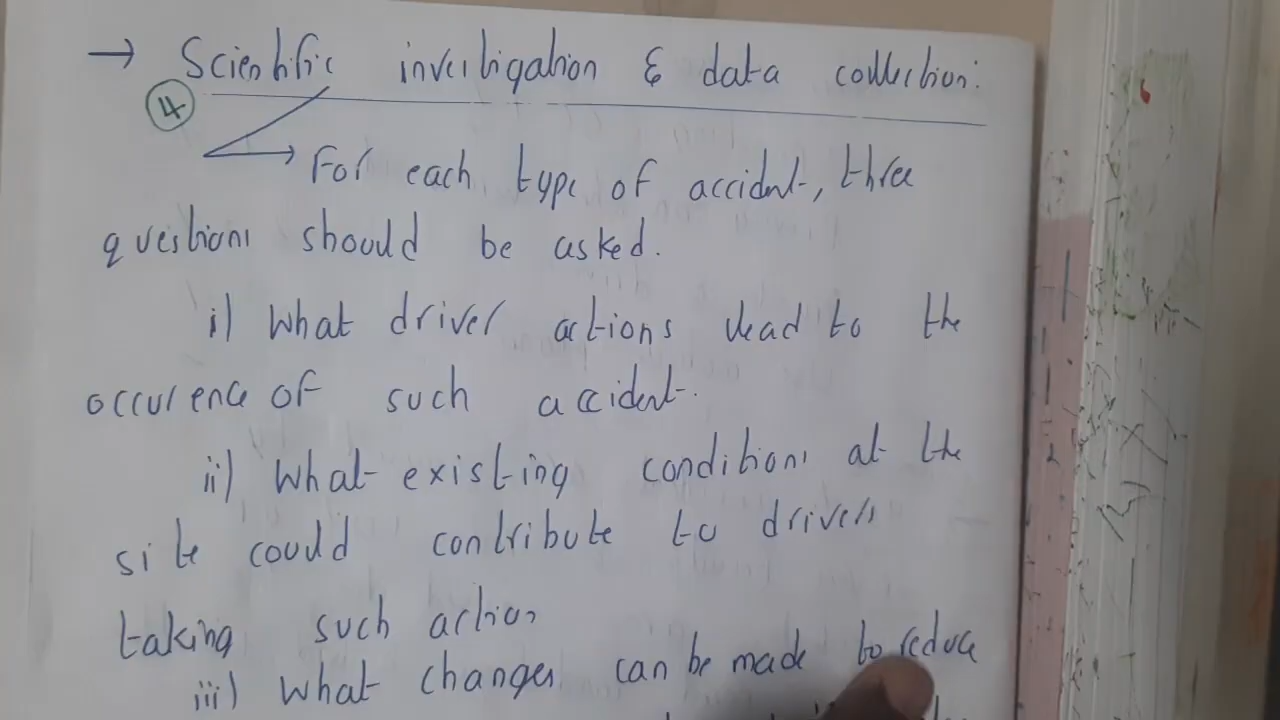 → Scientific investigation & data collection:
4
→ For each type of accident, three
questions should be asked.
i) What driver actions lead to the
occurence of such accident.
ii) What existing conditions at the
site could contribute to drivers
taking such action
iii) What changes can be made to reduce